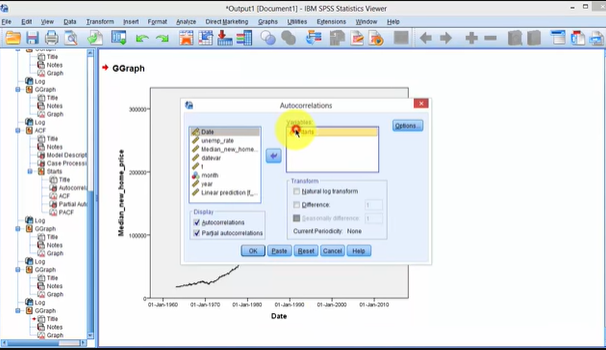 *Output1 [Document1] - IBM SPSS Statistics Viewer
File Edit View Data Transform Insert Format Analyze Direct Marketing Graphs Utilities Extensions Window Help
Title
Notes
Graph
Log
GGraph
Title
Notes
Graph
Log
ACF
Title
Notes
Model Descript
Case Processi
Starts
Title
Autocorrela
ACF
Partial Auto
PACF
Log
GGraph
Title
Notes
Graph
Log
GGraph
Title
Notes
Graph
Log
GGraph
Title
Notes
Graph
GGraph
Median_new_home_price
300000
200000
100000
0
01-Jan-1960 01-Jan-1970 01-Jan-1980 01-Jan-1990 01-Jan-2000 01-Jan-2010
Date
Autocorrelations
Date
unemp_rate
Median_new_home...
datevar
t
month
year
Linear prediction [f_...
Variables:
Options...
Display
Autocorrelations
Partial autocorrelations
Transform
Natural log transform
Difference: 1
Seasonally difference: 1
Current Periodicity: None
OK Paste Reset Cancel Help